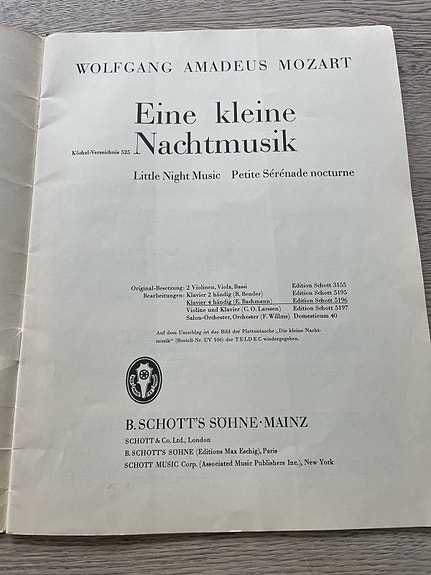 WOLFGANG AMADEUS MOZART
Eine kleine
Köchel-Verzeichnis 525 Nachtmusik
Little Night Music Petite Sérénade nocturne
Original-Besetzung: 2 Violinen, Viola, Bassi Edition Schott 3155
Bearbeitungen: Klavier 2 händig (R. Bender) Edition Schott 5195
Klavier 4 händig (E. Bachmann) Edition Schott 5196
Violine und Klavier (C. O. Larssen) Edition Schott 5197
Salon-Orchester, Orchester (F. Willms) Domesticum 40
Auf dem Umschlag ist das Bild der Plattentasche „Die kleine Nacht-
musik“ (Bestell-Nr. UV 106) der TELDEC wiedergegeben.
B. SCHOTT'S SÖHNE · MAINZ
SCHOTT & Co. Ltd., London
B. SCHOTT'S SÖHNE (Editions Max Eschig), Paris
SCHOTT MUSIC Corp. (Associated Music Publishers Inc.), New York